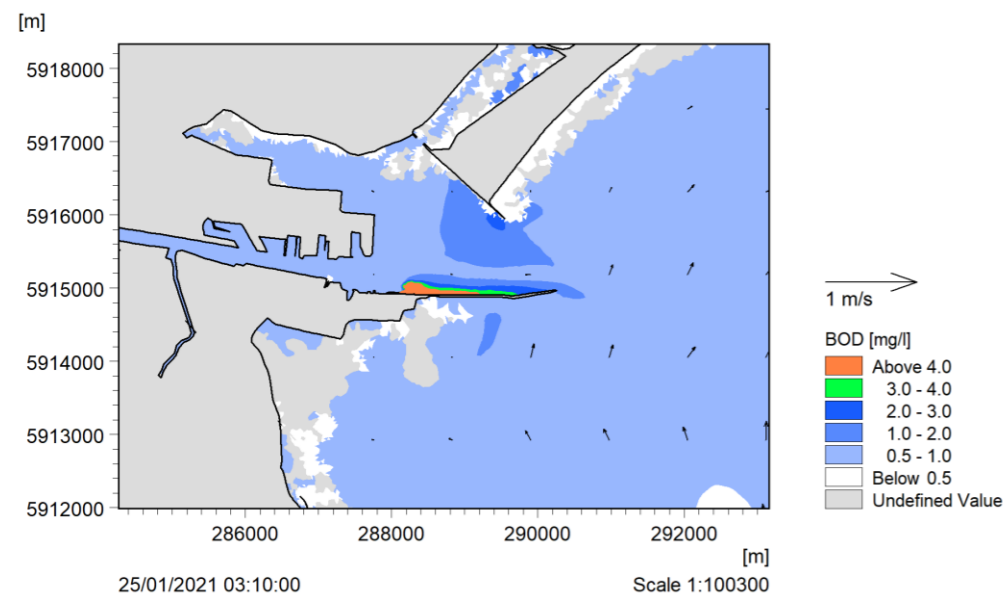 [m]
5918000
5917000
5916000
5915000
5914000
5913000
5912000
286000 288000 290000 292000
[m]
25/01/2021 03:10:00 Scale 1:100300
1 m/s
BOD [mg/l]
Above 4.0
3.0 - 4.0
2.0 - 3.0
1.0 - 2.0
0.5 - 1.0
Below 0.5
Undefined Value